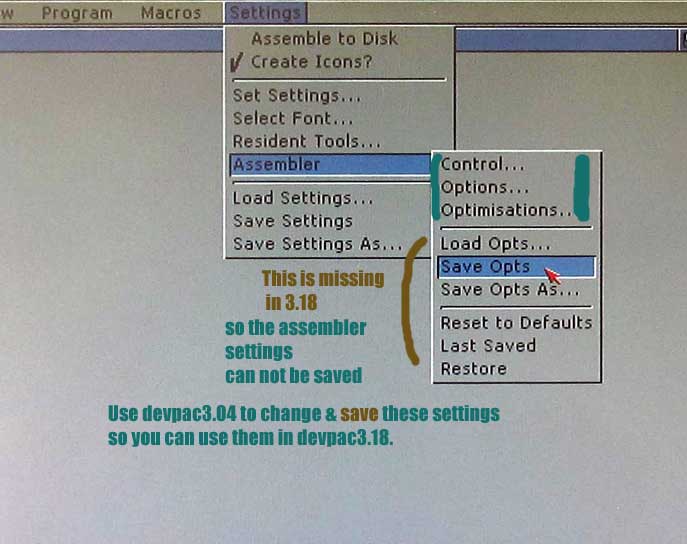 w Program Macros Settings
Assemble to Disk
Create Icons?
Set Settings...
Select Font...
Resident Tools...
Assembler
Load Settings...
Save Settings
Save Settings As...
Control...
Options...
Optimisations...
Load Opts...
Save Opts
Save Opts As...
Reset to Defaults
Last Saved
Restore
This is missing
in 3.18
so the assembler
settings
can not be saved
Use devpac3.04 to change & save these settings
so you can use them in devpac3.18.